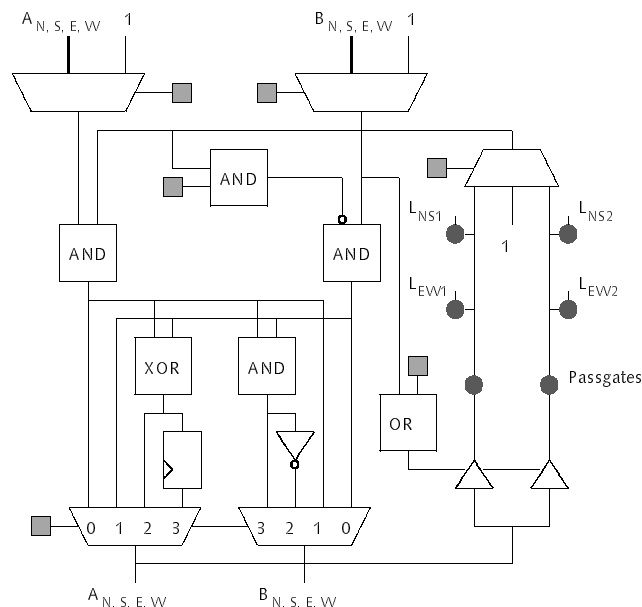 A N, S, E, W 1 B N, S, E, W 1
AND
L NS1 L NS2
1
AND AND
L EW1 L EW2
XOR AND
Passgates
OR
0 1 2 3 3 2 1 0
A N, S, E, W B N, S, E, W